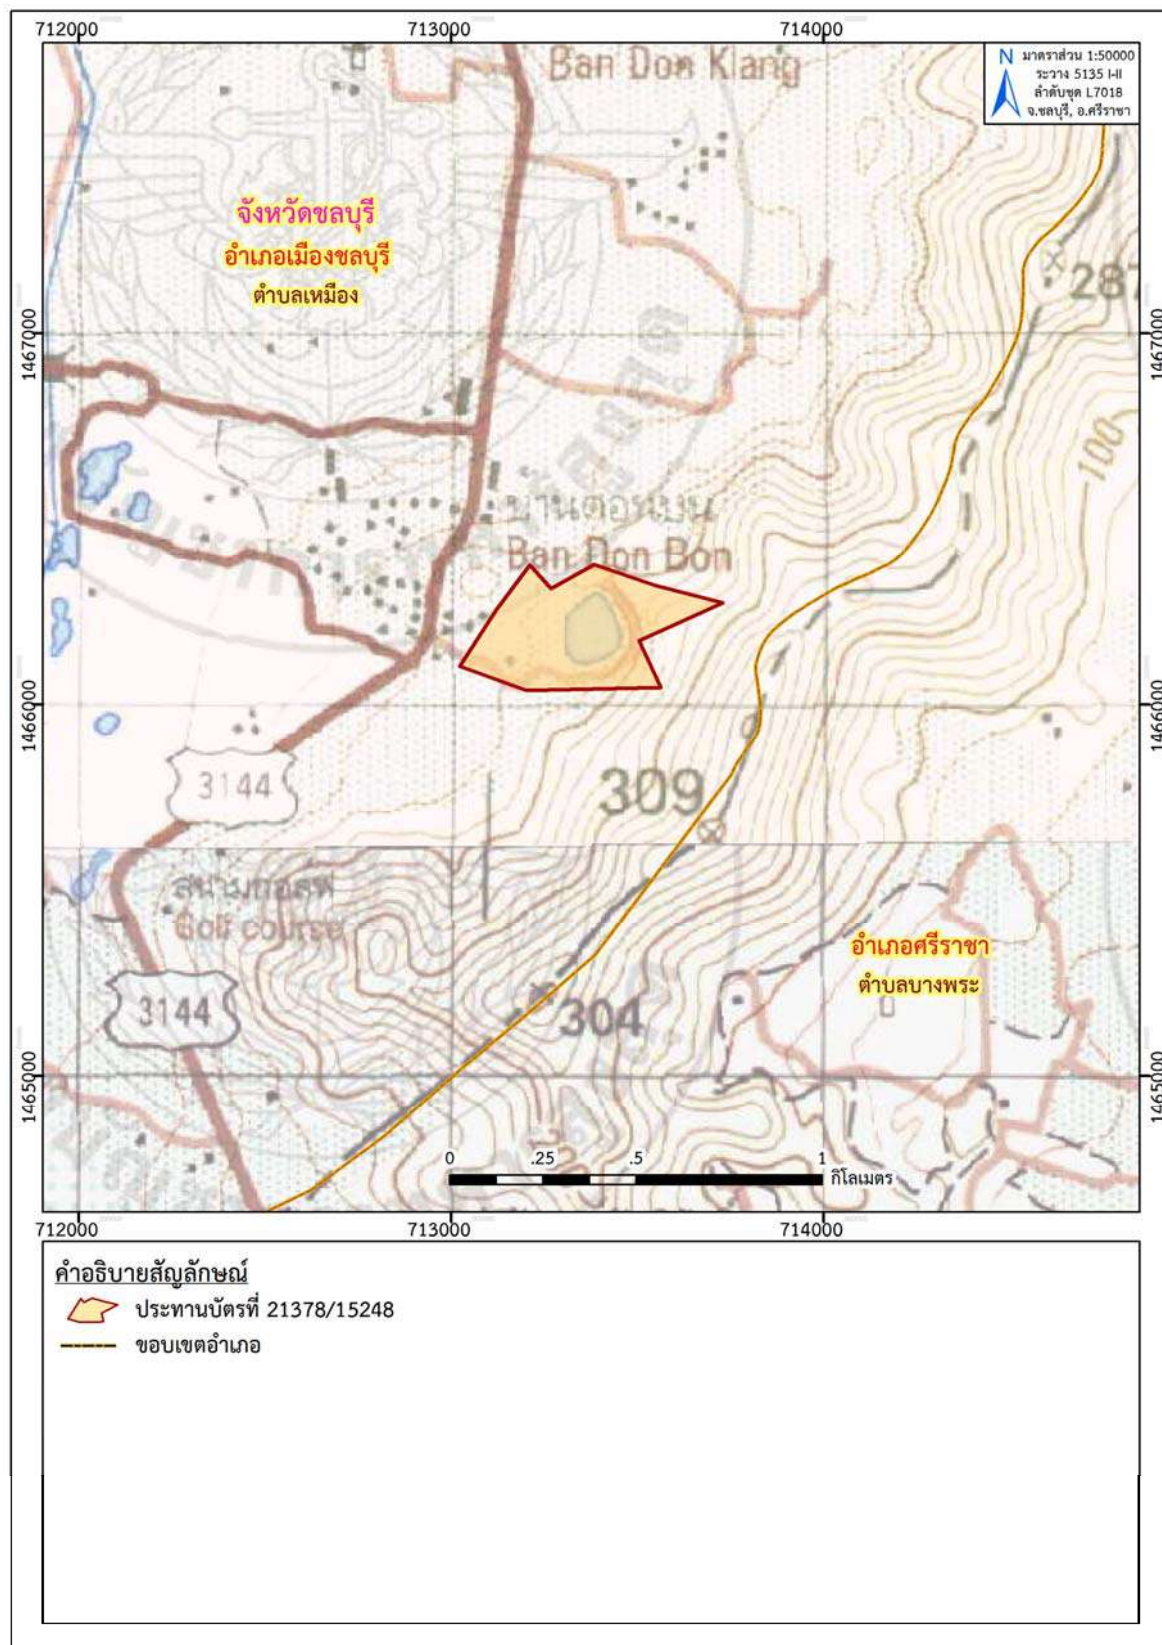 712000 713000 714000
N มาตราส่วน 1:50000
ระวาง 5135 I-II
ลำดับชุด L7018
จ.ชลบุรี, อ.ศรีราชา
Ban Don Klang
จังหวัดชลบุรี
อำเภอเมืองชลบุรี
ตำบลเหมือง
287
1467000 1467000
100
บ้านดอนบน
Ban Don Bon
1466000 1466000
3144
309
สนามกอล์ฟ
Golf course
อำเภอศรีราชา
ตำบลบางพระ
3144
304
1465000 1465000
0 .25 .5 1
กิโลเมตร
712000 713000 714000
คำอธิบายสัญลักษณ์
ประทานบัตรที่ 21378/15248
ขอบเขตอำเภอ